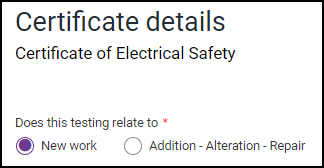 Certificate details
Certificate of Electrical Safety
Does this testing relate to *
New work
Addition - Alteration - Repair